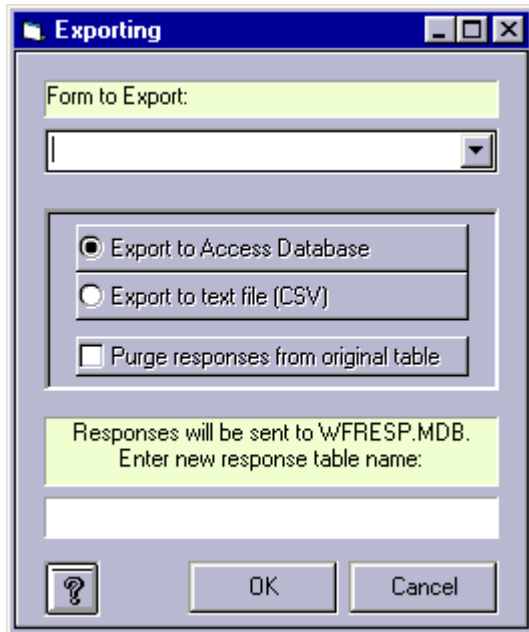 Exporting
Form to Export:
Export to Access Database
Export to text file (CSV)
Purge responses from original table
Responses will be sent to WFRESP.MDB.
Enter new response table name:
?
OK
Cancel